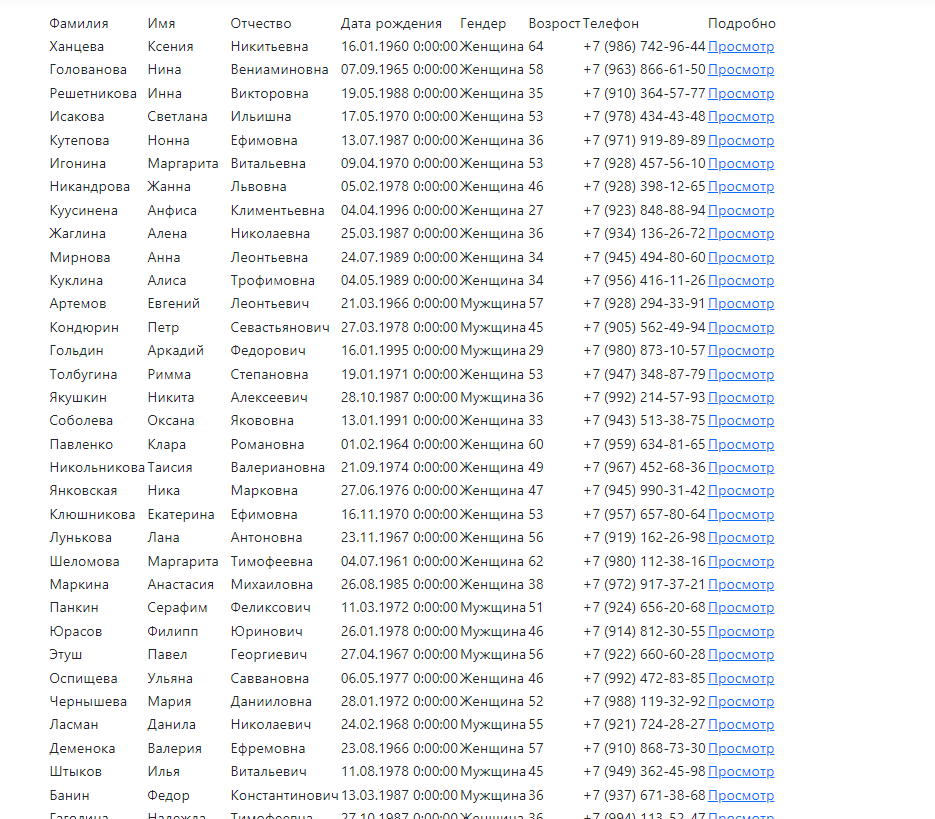 Фамилия Имя Отчество Дата рождения Гендер Возрост Телефон Подробно
Ханцева Ксения Никитьевна 16.01.1960 0:00:00 Женщина 64 +7 (986) 742-96-44 Просмотр
Голованова Нина Вениаминовна 07.09.1965 0:00:00 Женщина 58 +7 (963) 866-61-50 Просмотр
Решетникова Инна Викторовна 19.05.1988 0:00:00 Женщина 35 +7 (910) 364-57-77 Просмотр
Исакова Светлана Ильишна 17.05.1970 0:00:00 Женщина 53 +7 (978) 434-43-48 Просмотр
Кутепова Нонна Ефимовна 13.07.1987 0:00:00 Женщина 36 +7 (971) 919-89-89 Просмотр
Игонина Маргарита Витальевна 09.04.1970 0:00:00 Женщина 53 +7 (928) 457-56-10 Просмотр
Никандрова Жанна Львовна 05.02.1978 0:00:00 Женщина 46 +7 (928) 398-12-65 Просмотр
Куусинена Анфиса Климентьевна 04.04.1996 0:00:00 Женщина 27 +7 (923) 848-88-94 Просмотр
Жаглина Алена Николаевна 25.03.1987 0:00:00 Женщина 36 +7 (934) 136-26-72 Просмотр
Мирнова Анна Леонтьевна 24.07.1989 0:00:00 Женщина 34 +7 (945) 494-80-60 Просмотр
Куклина Алиса Трофимовна 04.05.1989 0:00:00 Женщина 34 +7 (956) 416-11-26 Просмотр
Артемов Евгений Леонтьевич 21.03.1966 0:00:00 Мужщина 57 +7 (928) 294-33-91 Просмотр
Кондюрин Петр Севастьянович 27.03.1978 0:00:00 Мужщина 45 +7 (905) 562-49-94 Просмотр
Гольдин Аркадий Федорович 16.01.1995 0:00:00 Мужщина 29 +7 (980) 873-10-57 Просмотр
Толбугина Римма Степановна 19.01.1971 0:00:00 Женщина 53 +7 (947) 348-87-79 Просмотр
Якушкин Никита Алексеевич 28.10.1987 0:00:00 Мужщина 36 +7 (992) 214-57-93 Просмотр
Соболева Оксана Якововна 13.01.1991 0:00:00 Женщина 33 +7 (943) 513-38-75 Просмотр
Павленко Клара Романовна 01.02.1964 0:00:00 Женщина 60 +7 (959) 634-81-65 Просмотр
Никольникова Таисия Валериановна 21.09.1974 0:00:00 Женщина 49 +7 (967) 452-68-36 Просмотр
Янковская Ника Марковна 27.06.1976 0:00:00 Женщина 47 +7 (945) 990-31-42 Просмотр
Клюшникова Екатерина Ефимовна 16.11.1970 0:00:00 Женщина 53 +7 (957) 657-80-64 Просмотр
Лунькова Лана Антоновна 23.11.1967 0:00:00 Женщина 56 +7 (919) 162-26-98 Просмотр
Шеломова Маргарита Тимофеевна 04.07.1961 0:00:00 Женщина 62 +7 (980) 112-38-16 Просмотр
Маркина Анастасия Михаиловна 26.08.1985 0:00:00 Женщина 38 +7 (972) 917-37-21 Просмотр
Панкин Серафим Феликсович 11.03.1972 0:00:00 Мужщина 51 +7 (924) 656-20-68 Просмотр
Юрасов Филипп Юринович 26.01.1978 0:00:00 Мужщина 46 +7 (914) 812-30-55 Просмотр
Этуш Павел Георгиевич 27.04.1967 0:00:00 Мужщина 56 +7 (922) 660-60-28 Просмотр
Оспищева Ульяна Саввановна 06.05.1977 0:00:00 Женщина 46 +7 (992) 472-83-85 Просмотр
Чернышева Мария Данииловна 28.01.1972 0:00:00 Женщина 52 +7 (988) 119-32-92 Просмотр
Ласман Данила Николаевич 24.02.1968 0:00:00 Мужщина 55 +7 (921) 724-28-27 Просмотр
Деменока Валерия Ефремовна 23.08.1966 0:00:00 Женщина 57 +7 (910) 868-73-30 Просмотр
Штыков Илья Витальевич 11.08.1978 0:00:00 Мужщина 45 +7 (949) 362-45-98 Просмотр
Банин Федор Константинович 13.03.1987 0:00:00 Мужщина 36 +7 (937) 671-38-68 Просмотр
Надежда Тимофеевна 27.10.1987 0:00:00 Женщина 36 +7 (994) 113-52-47 Просмотр